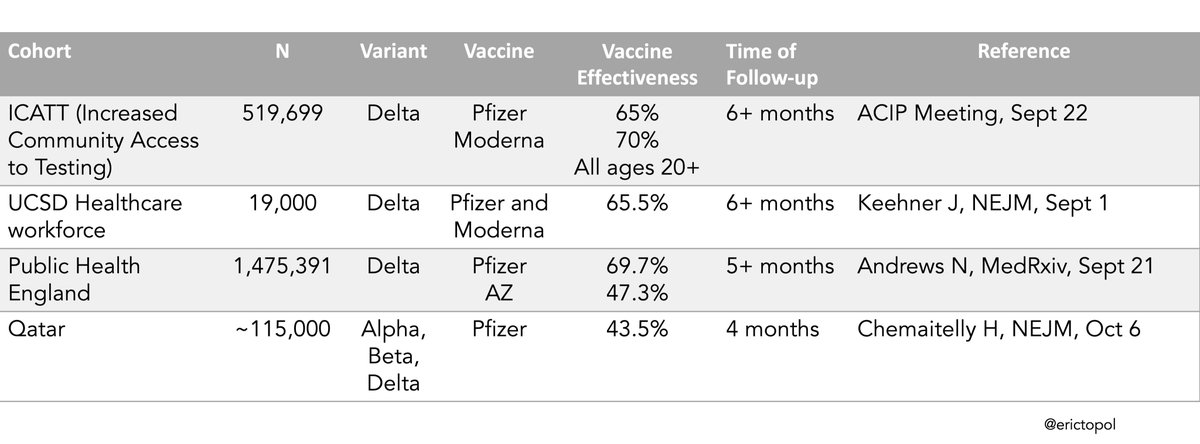 Cohort N Variant Vaccine Vaccine Effectiveness Time of Follow-up Reference
ICATT (Increased 519,699 Delta Pfizer 65% 6+ months ACIP Meeting, Sept 22
Community Access Moderna 70%
to Testing) All ages 20+
UCSD Healthcare 19,000 Delta Pfizer and 65.5% 6+ months Keehner J, NEJM, Sept 1
workforce Moderna
Public Health 1,475,391 Delta Pfizer 69.7% 5+ months Andrews N, MedRxiv, Sept 21
England AZ 47.3%
Qatar ~115,000 Alpha, Pfizer 43.5% 4 months Chemaitelly H, NEJM, Oct 6
Beta,
Delta
@erictopol